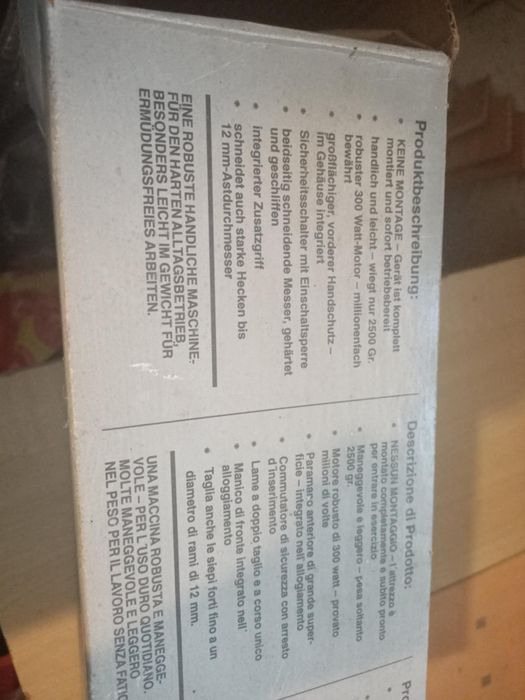 Produktbeschreibung:
• KEINE MONTAGE – Gerät ist komplett
montiert und sofort betriebsbereit
• handlich und leicht – wiegt nur 2500 Gr.
• robuster 300 Watt-Motor – millionenfach
bewährt
• großflächiger, vorderer Handschutz –
im Gehäuse integriert
• Sicherheitsschalter mit Einschaltsperre
• beidseitig schneidende Messer, gehärtet
und geschliffen
• integrierter Zusatzgriff
• schneidet auch starke Hecken bis
12 mm-Astdurchmesser
EINE ROBUSTE HANDLICHE MASCHINE-
FÜR DEN HARTEN ALLTAGSBETRIEB,
BESONDERS LEICHT IM GEWICHT FÜR
ERMÜDUNGSFREIES ARBEITEN.
Descrizione di Prodotto:
• NESSUN MONTAGGIO – l'attrezzo è
montato completamente e subito pronto
per entrare in esercizio
• Maneggevole e leggero – pesa soltanto
2500 gr.
• Motore robusto di 300 watt – provato
milioni di volte
• Paramano anteriore di grande super-
ficie – integrato nell'allogiamento
• Commutatore di sicurezza con arresto
d'inserimento
• Lame a doppio taglio e a corso unico
• Manico di fronte integrato nell'
alloggiamento
• Taglia anche le siepi forti fino a un
diametro di rami di 12 mm.
UNA MACCINA ROBUSTA E MANEGGE-
VOLE – PER L'USO DURO QUOTIDIANO.
MOLTE MANEGGEVOLE E LEGGERO
NEL PESO PER IL LAVORO SENZA FATIC
Pro